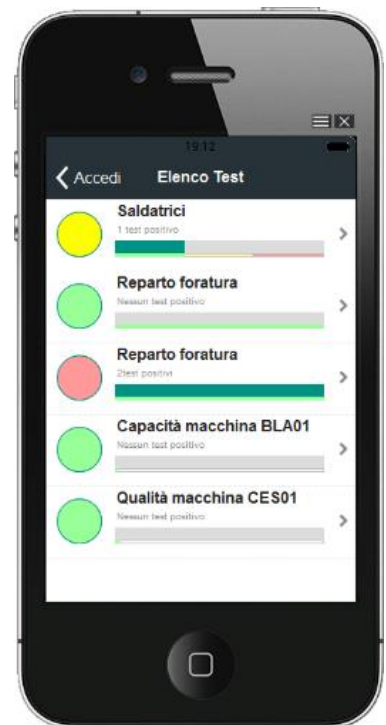 19:12
Accedi
Elenco Test
Saldatrici
1 test positivo
Reparto foratura
Nessun test positivo
Reparto foratura
2test positivi
Capacità macchina BLA01
Nessun test positivo
Qualità macchina CES01
Nessun test positivo